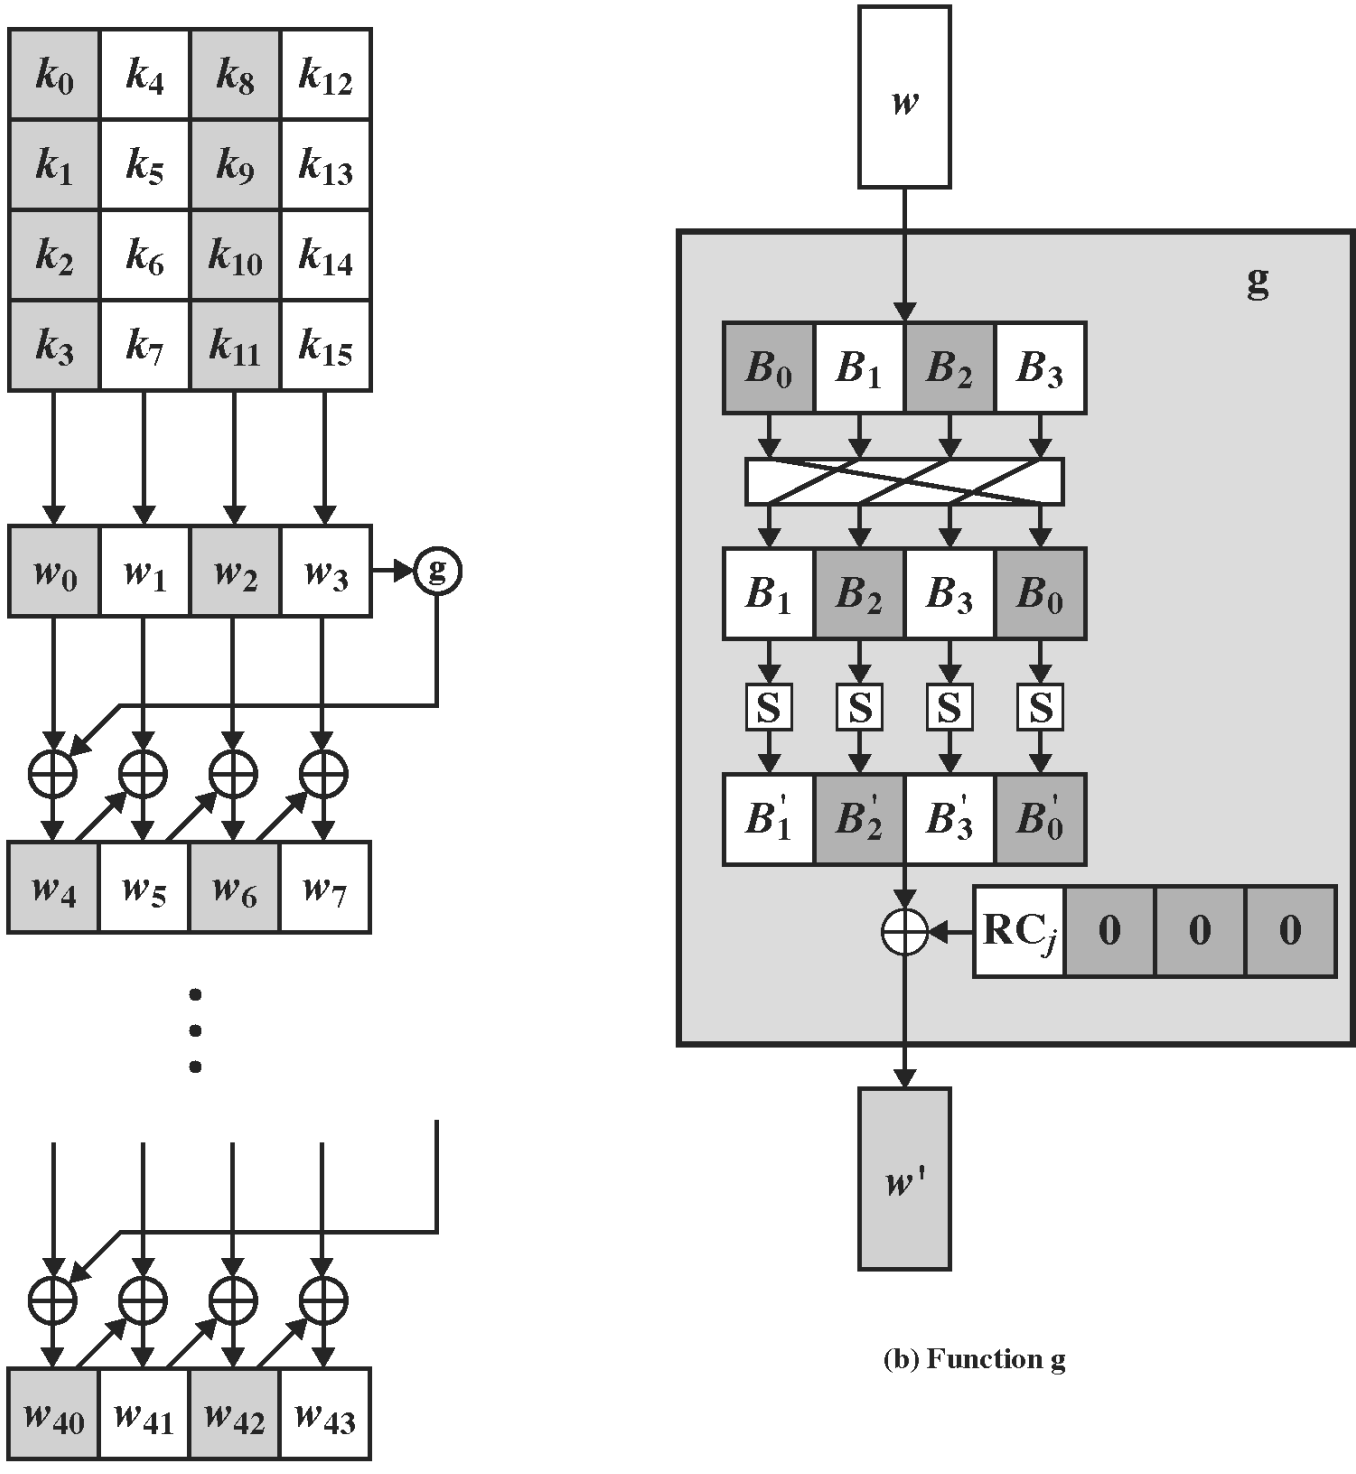 k0 k4 k8 k12
k1 k5 k9 k13
k2 k6 k10 k14
k3 k7 k11 k15
w0 w1 w2 w3 g
w4 w5 w6 w7
w40 w41 w42 w43
w
g
B0 B1 B2 B3
B1 B2 B3 B0
S S S S
B'1 B'2 B'3 B'0
RCj 0 0 0
w'
(b) Function g